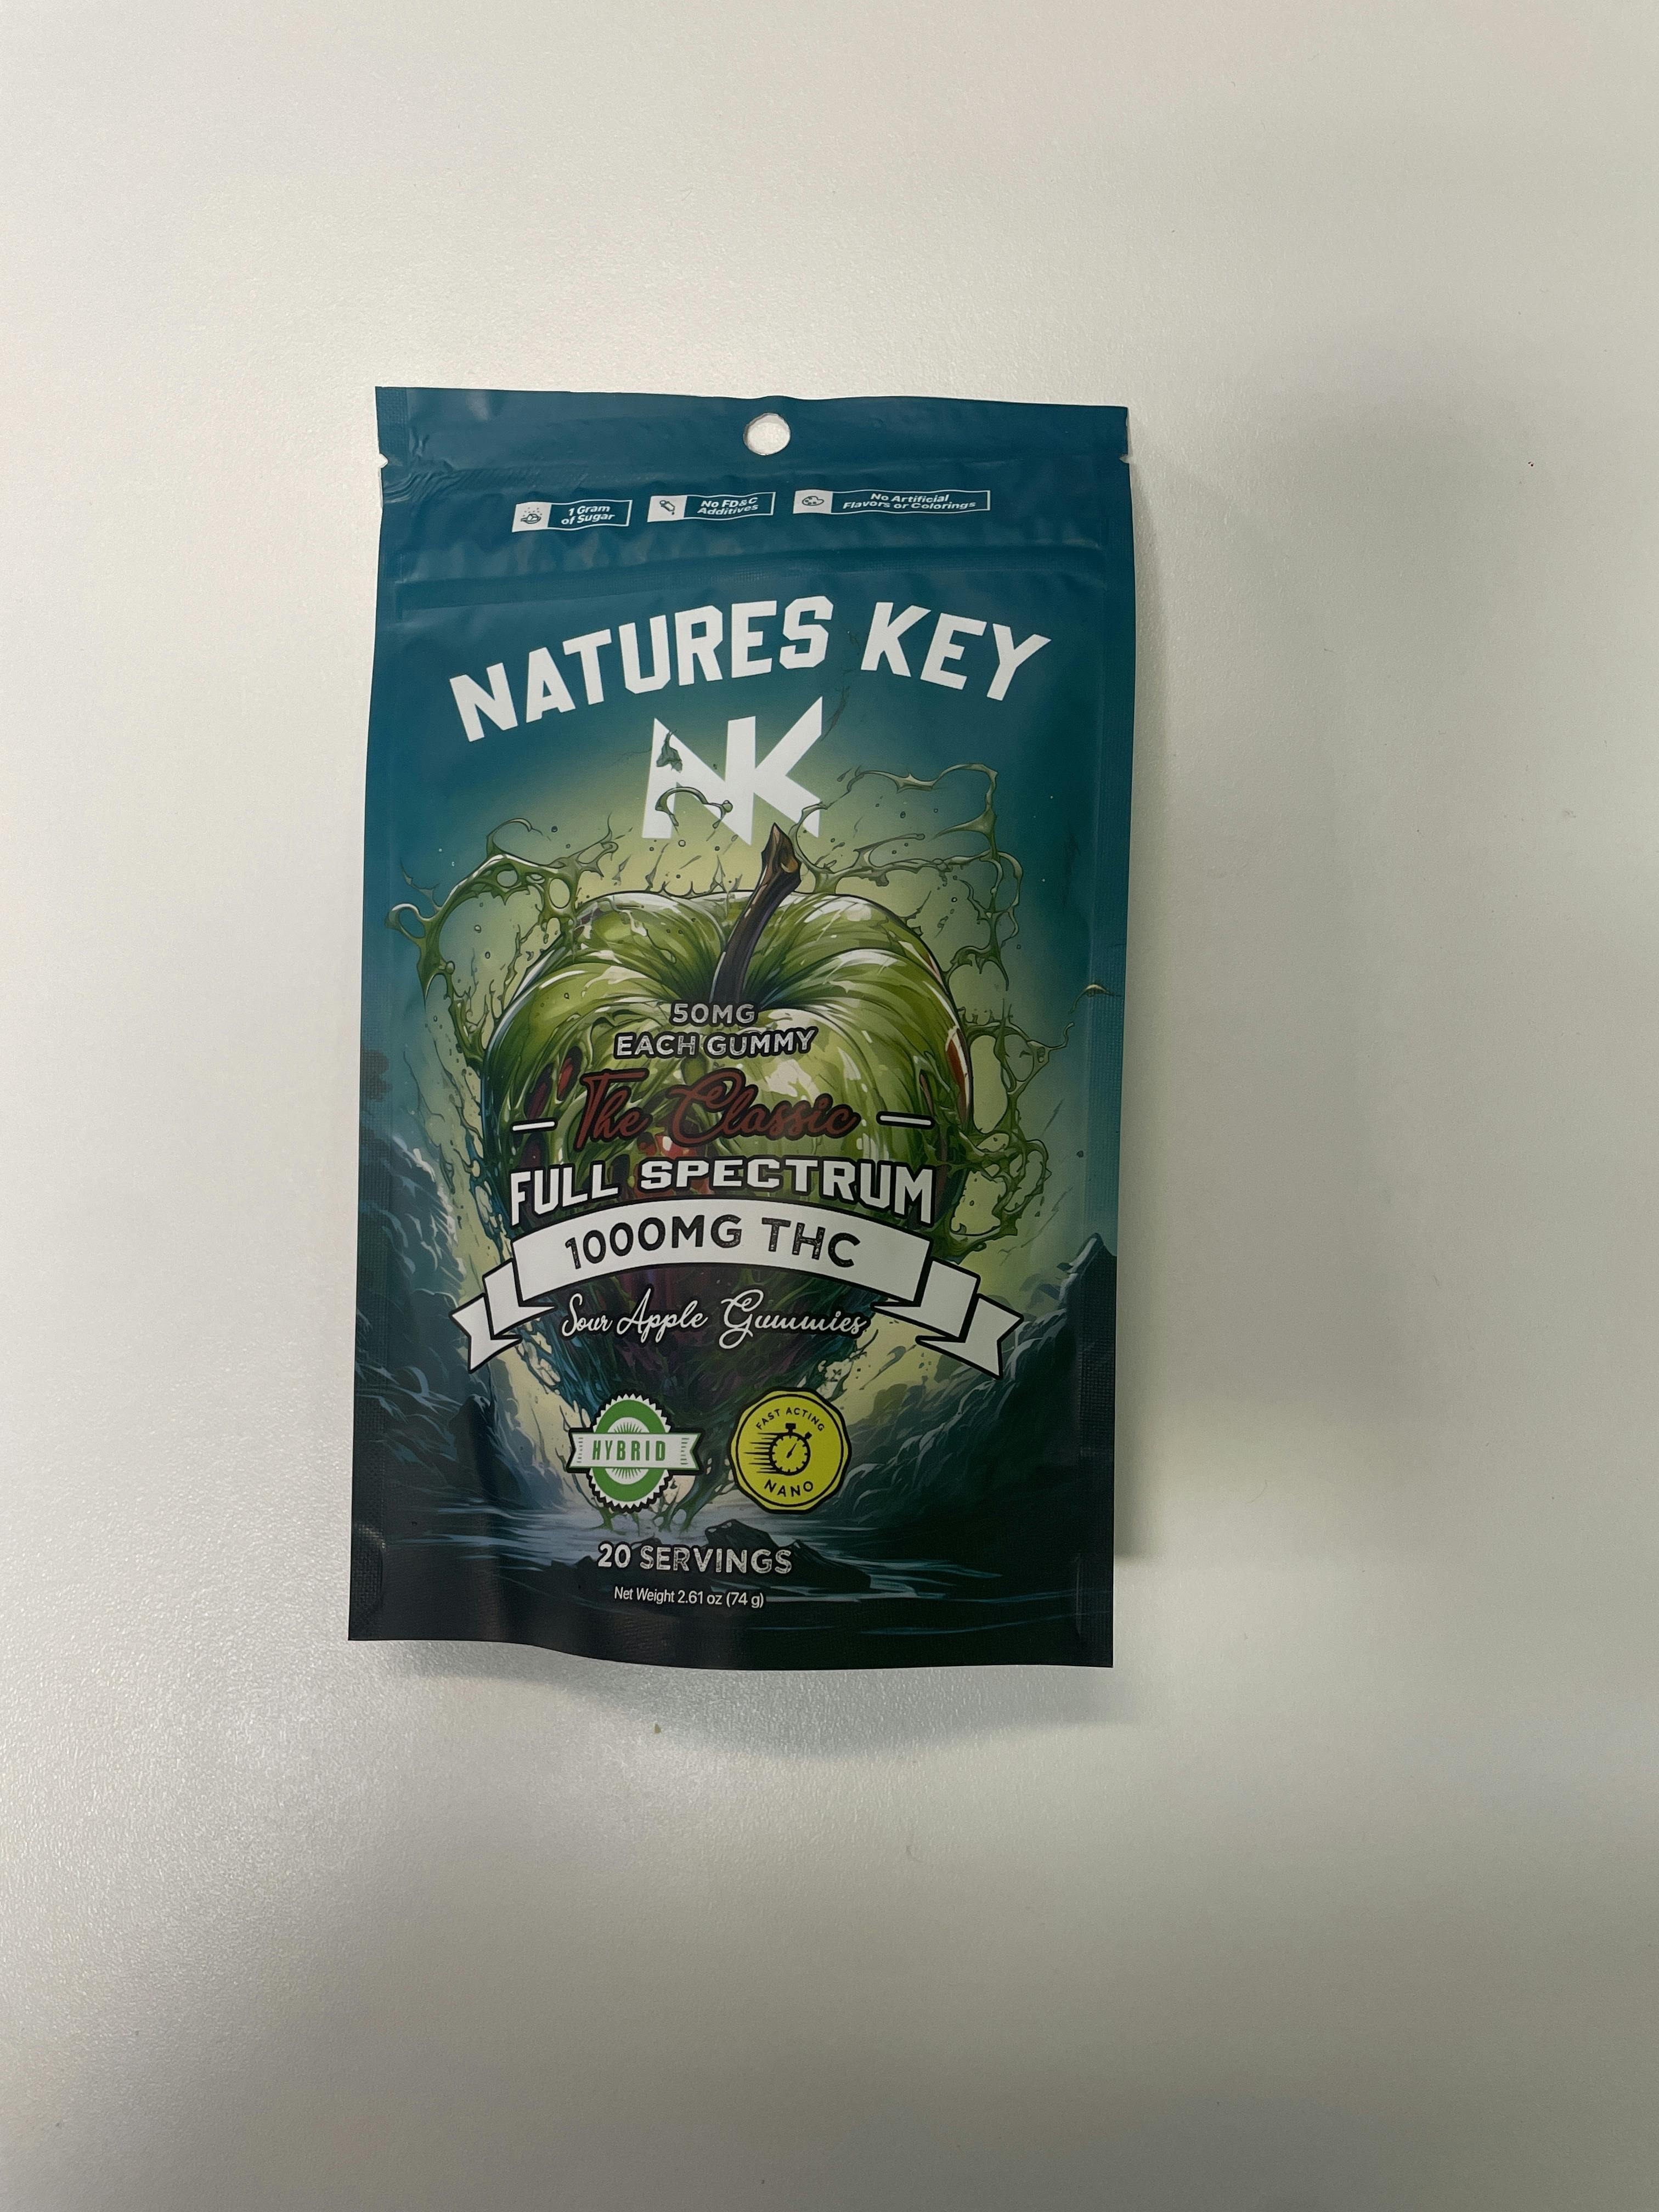 1 Gram
of Sugar
No FD&C
Additives
No Artificial
Flavors or Colorings
NATURES KEY
NK
50MG
EACH GUMMY
The Classic
FULL SPECTRUM
1000MG THC
Sour Apple Gummies
HYBRID
FAST ACTING
NANO
20 SERVINGS
Net Weight 2.61 oz (74 g)